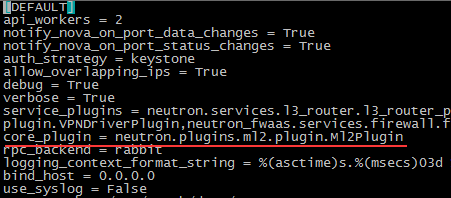 [DEFAULT]
api_workers = 2
notify_nova_on_port_data_changes = True
notify_nova_on_port_status_changes = True
auth_strategy = keystone
allow_overlapping_ips = True
debug = True
verbose = True
service_plugins = neutron.services.l3_router.l3_router_p
plugin.VPNDriverPlugin,neutron_fwaas.services.firewall.f
core_plugin = neutron.plugins.ml2.plugin.Ml2Plugin
rpc_backend = rabbit
logging_context_format_string = %(asctime)s.%(msecs)03d
bind_host = 0.0.0.0
use_syslog = False